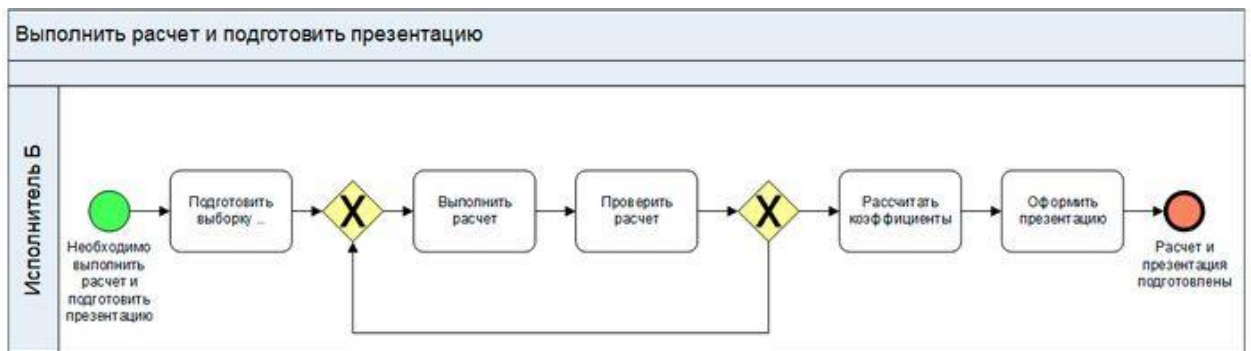 Выполнить расчет и подготовить презентацию
Исполнитель Б
Необходимо
выполнить
расчет и
подготовить
презентацию
Подготовить
выборку ...
X
Выполнить
расчет
Проверить
расчет
X
Рассчитать
коэффициенты
Оформить
презентацию
Расчет и
презентация
подготовлены